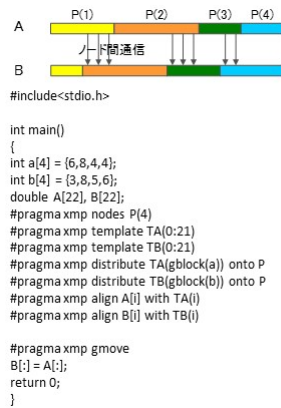 P(1) P(2) P(3) P(4)
A
ノード間通信
B
#include<stdio.h>
int main()
{
int a[4] = {6,8,4,4};
int b[4] = {3,8,5,6};
double A[22], B[22];
#pragma xmp nodes P(4)
#pragma xmp template TA(0:21)
#pragma xmp template TB(0:21)
#pragma xmp distribute TA(gblock(a)) onto P
#pragma xmp distribute TB(gblock(b)) onto P
#pragma xmp align A[i] with TA(i)
#pragma xmp align B[i] with TB(i)
#pragma xmp gmove
B[:] = A[:];
return 0;
}